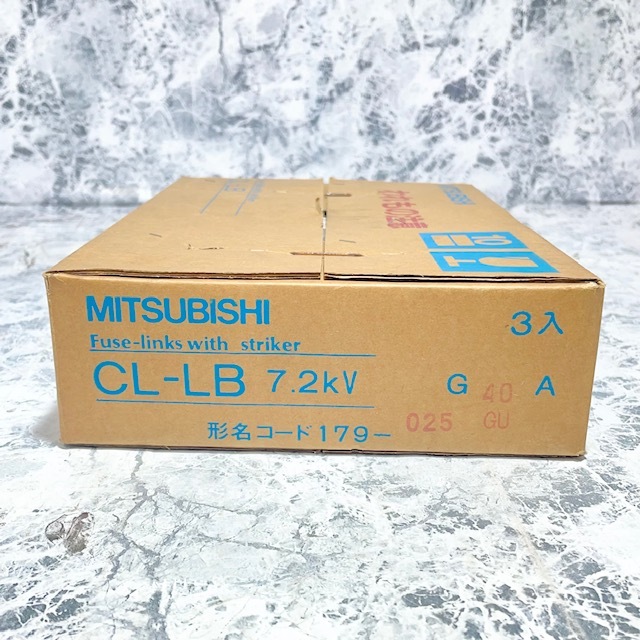 MITSUBISHI
3入
Fuse-links with striker
CL-LB 7.2kV G 40 A
形名コード179- 025 GU